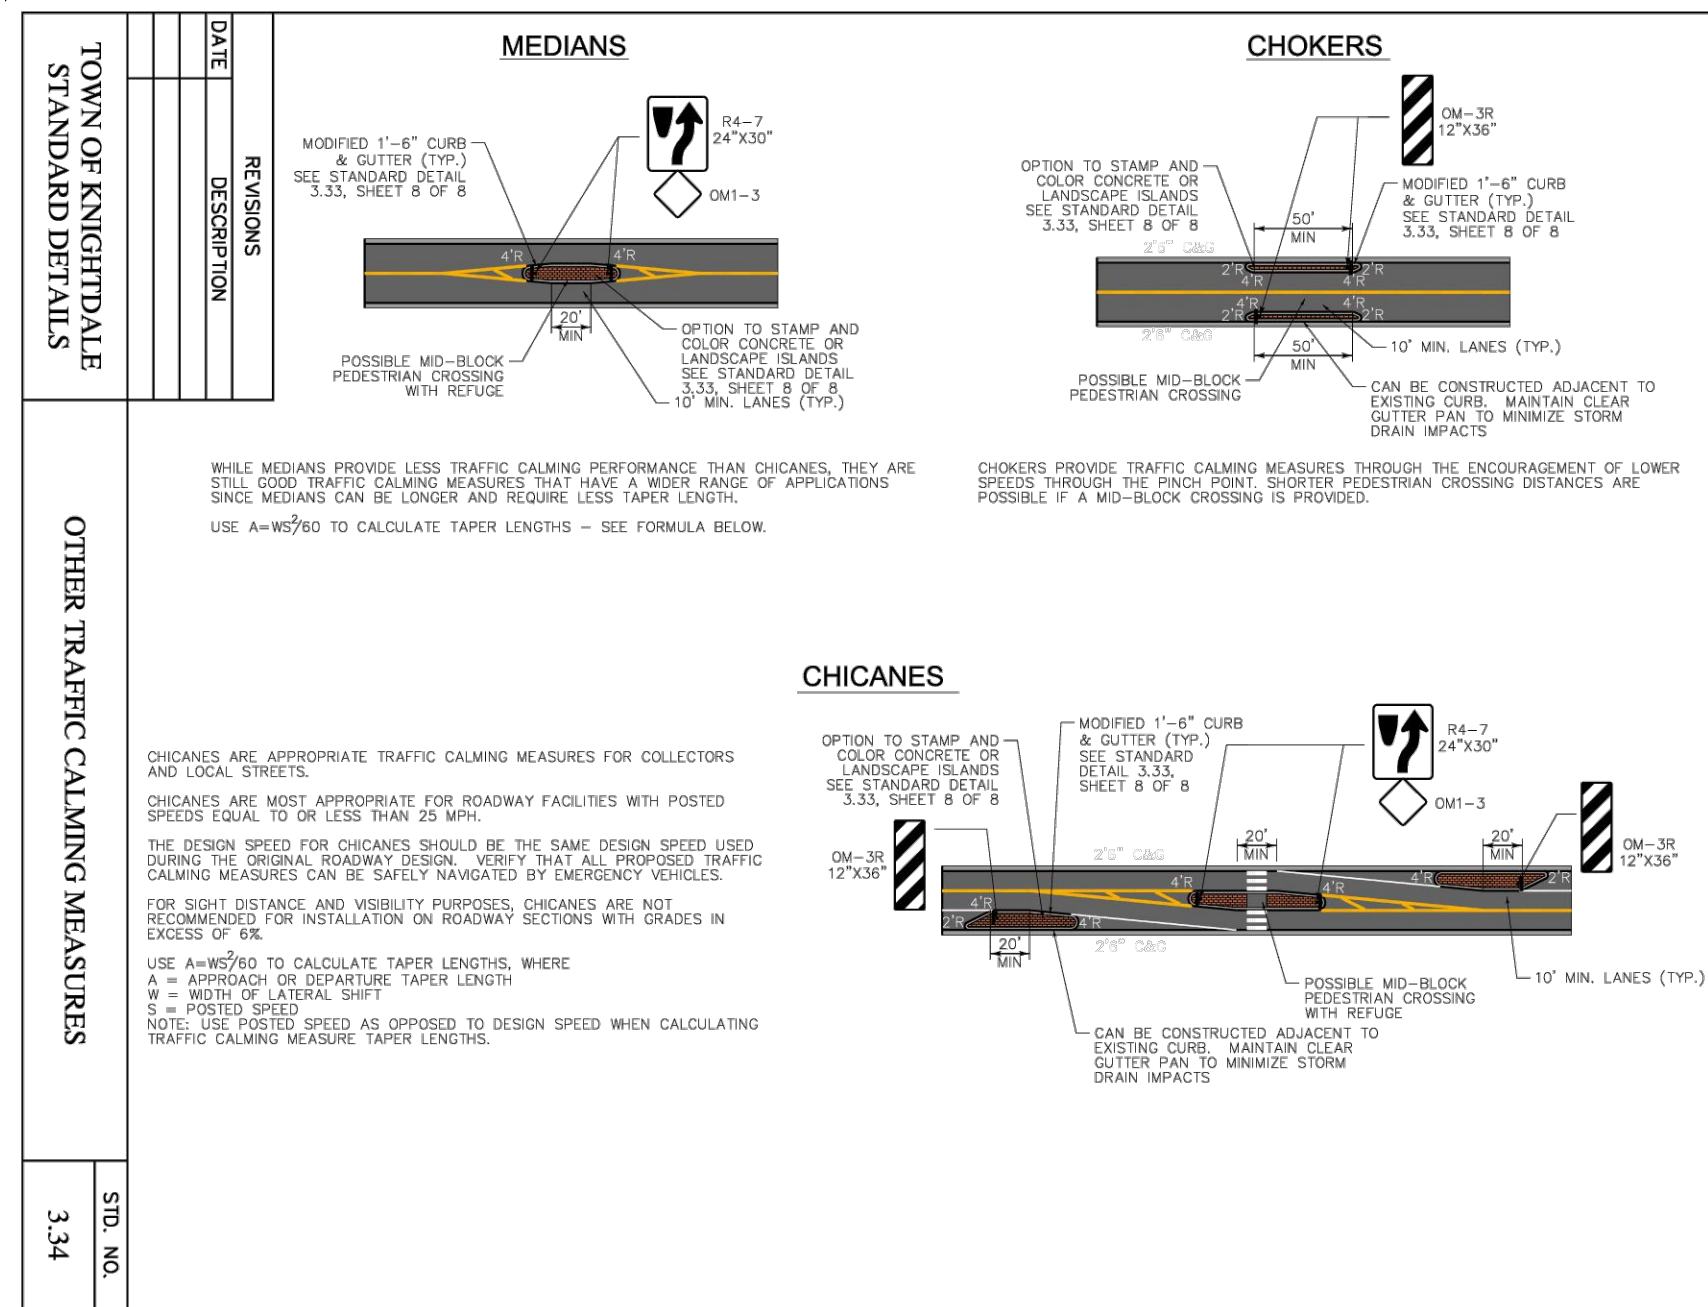 TOWN OF KNIGHTDALE
STANDARD DETAILS
REVISIONS
DATE
DESCRIPTION
OTHER TRAFFIC CALMING MEASURES
STD. NO.
3.34
MEDIANS
MODIFIED 1'-6" CURB
& GUTTER (TYP.)
SEE STANDARD DETAIL
3.33, SHEET 8 OF 8
R4-7
24"X30"
OM1-3
4'R
4'R
20'
MIN
POSSIBLE MID-BLOCK
PEDESTRIAN CROSSING
WITH REFUGE
OPTION TO STAMP AND
COLOR CONCRETE OR
LANDSCAPE ISLANDS
SEE STANDARD DETAIL
3.33, SHEET 8 OF 8
10' MIN. LANES (TYP.)
WHILE MEDIANS PROVIDE LESS TRAFFIC CALMING PERFORMANCE THAN CHICANES, THEY ARE
STILL GOOD TRAFFIC CALMING MEASURES THAT HAVE A WIDER RANGE OF APPLICATIONS
SINCE MEDIANS CAN BE LONGER AND REQUIRE LESS TAPER LENGTH.
USE A=WS²/60 TO CALCULATE TAPER LENGTHS – SEE FORMULA BELOW.
CHOKERS
OM-3R
12"X36"
OPTION TO STAMP AND
COLOR CONCRETE OR
LANDSCAPE ISLANDS
SEE STANDARD DETAIL
3.33, SHEET 8 OF 8
MODIFIED 1'-6" CURB
& GUTTER (TYP.)
SEE STANDARD DETAIL
3.33, SHEET 8 OF 8
50'
MIN
2'6" C&G
2'R
4'R
4'R
2'R
2'R
4'R
4'R
2'R
2'6" C&G
50'
MIN
10' MIN. LANES (TYP.)
POSSIBLE MID-BLOCK
PEDESTRIAN CROSSING
CAN BE CONSTRUCTED ADJACENT TO
EXISTING CURB. MAINTAIN CLEAR
GUTTER PAN TO MINIMIZE STORM
DRAIN IMPACTS
CHOKERS PROVIDE TRAFFIC CALMING MEASURES THROUGH THE ENCOURAGEMENT OF LOWER
SPEEDS THROUGH THE PINCH POINT. SHORTER PEDESTRIAN CROSSING DISTANCES ARE
POSSIBLE IF A MID-BLOCK CROSSING IS PROVIDED.
CHICANES
CHICANES ARE APPROPRIATE TRAFFIC CALMING MEASURES FOR COLLECTORS
AND LOCAL STREETS.
CHICANES ARE MOST APPROPRIATE FOR ROADWAY FACILITIES WITH POSTED
SPEEDS EQUAL TO OR LESS THAN 25 MPH.
THE DESIGN SPEED FOR CHICANES SHOULD BE THE SAME DESIGN SPEED USED
DURING THE ORIGINAL ROADWAY DESIGN. VERIFY THAT ALL PROPOSED TRAFFIC
CALMING MEASURES CAN BE SAFELY NAVIGATED BY EMERGENCY VEHICLES.
FOR SIGHT DISTANCE AND VISIBILITY PURPOSES, CHICANES ARE NOT
RECOMMENDED FOR INSTALLATION ON ROADWAY SECTIONS WITH GRADES IN
EXCESS OF 6%.
USE A=WS²/60 TO CALCULATE TAPER LENGTHS, WHERE
A = APPROACH OR DEPARTURE TAPER LENGTH
W = WIDTH OF LATERAL SHIFT
S = POSTED SPEED
NOTE: USE POSTED SPEED AS OPPOSED TO DESIGN SPEED WHEN CALCULATING
TRAFFIC CALMING MEASURE TAPER LENGTHS.
OPTION TO STAMP AND
COLOR CONCRETE OR
LANDSCAPE ISLANDS
SEE STANDARD DETAIL
3.33, SHEET 8 OF 8
MODIFIED 1'-6" CURB
& GUTTER (TYP.)
SEE STANDARD
DETAIL 3.33,
SHEET 8 OF 8
R4-7
24"X30"
OM1-3
OM-3R
12"X36"
OM-3R
12"X36"
2'6" C&G
20'
MIN
20'
MIN
4'R
4'R
4'R
2'R
4'R
2'R
4'R
20'
MIN
2'6" C&G
10' MIN. LANES (TYP.)
POSSIBLE MID-BLOCK
PEDESTRIAN CROSSING
WITH REFUGE
CAN BE CONSTRUCTED ADJACENT TO
EXISTING CURB. MAINTAIN CLEAR
GUTTER PAN TO MINIMIZE STORM
DRAIN IMPACTS